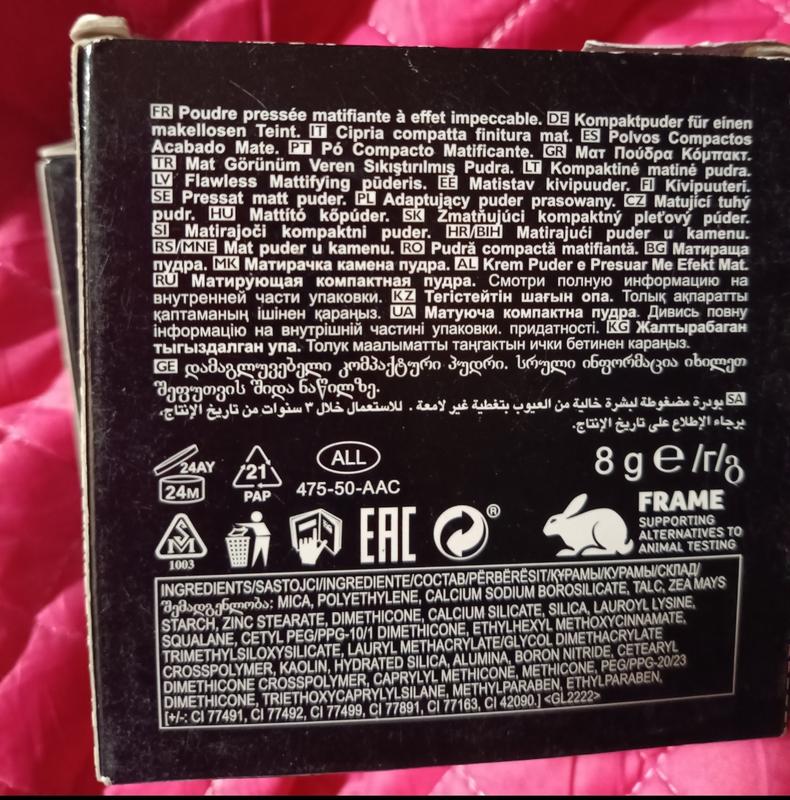 FR Poudre pressée matifiante à effet impeccable. DE Kompaktpuder für einen
makellosen Teint. IT Cipria compatta finitura mat. ES Polvos Compactos
Acabado Mate. PT Pó Compacto Matificante. GR Ματ Πούδρα Κόμπακτ.
TR Mat Görünüm Veren Sıkıştırılmış Pudra. LT Kompaktinė matinė pudra.
LV Flawless Mattifying pūderis. EE Matistav kivipuuder. FI Kivipuuteri.
SE Pressat matt puder. PL Adaptujący puder prasowany. CZ Matující tuhý
pudr. HU Mattító kőpúder. SK Zmatňujúci kompaktný pleťový púder.
SI Matirajoči kompaktni puder. HR/BIH Matirajući puder u kamenu.
RS/MNE Mat puder u kamenu. RO Pudră compactă matifiantă. BG Матираща
пудра. MK Матирачка камена пудра. AL Krem Puder e Presuar Me Efekt Mat.
RU Матирующая компактная пудра. Смотри полную информацию на
внутренней части упаковки. KZ Тегістейтін шағын опа. Толық ақпаратты
қаптаманың ішінен қараңыз. UA Матуюча компактна пудра. Дивись повну
інформацію на внутрішній частині упаковки. придатності. KG Жалтырабаган
тыгыздалган упа. Толук маалыматты таңгактын ички бетинен караңыз.
GE დამაგლუვებელი კომპაქტური პუდრი. სრული ინფორმაცია იხილეთ
შეფუთვის შიდა ნაწილზე.
SA بودرة مضغوطة لبشرة خالية من العيوب بتغطية غير لامعة . للاستعمال خلال ٣ سنوات من تاريخ الإنتاج.
برجاء الإطلاع على تاريخ الإنتاج.
24AY
24M
21
PAP
ALL
475-50-AAC
8 g e /г/გ
1003
EAC
®
FRAME
SUPPORTING
ALTERNATIVES TO
ANIMAL TESTING
INGREDIENTS/SASTOJCI/INGREDIENTE/СОСТАВ/PËRBËRËSIT/ҚҰРАМЫ/КУРАМЫ/СКЛАД/
შემადგენლობა: MICA, POLYETHYLENE, CALCIUM SODIUM BOROSILICATE, TALC, ZEA MAYS
STARCH, ZINC STEARATE, DIMETHICONE, CALCIUM SILICATE, SILICA, LAUROYL LYSINE,
SQUALANE, CETYL PEG/PPG-10/1 DIMETHICONE, ETHYLHEXYL METHOXYCINNAMATE,
TRIMETHYLSILOXYSILICATE, LAURYL METHACRYLATE/GLYCOL DIMETHACRYLATE
CROSSPOLYMER, KAOLIN, HYDRATED SILICA, ALUMINA, BORON NITRIDE, CETEARYL
DIMETHICONE CROSSPOLYMER, CAPRYLYL METHICONE, METHICONE, PEG/PPG-20/23
DIMETHICONE, TRIETHOXYCAPRYLYLSILANE, METHYLPARABEN, ETHYLPARABEN,
[+/-: CI 77491, CI 77492, CI 77499, CI 77891, CI 77163, CI 42090.] <GL2222>